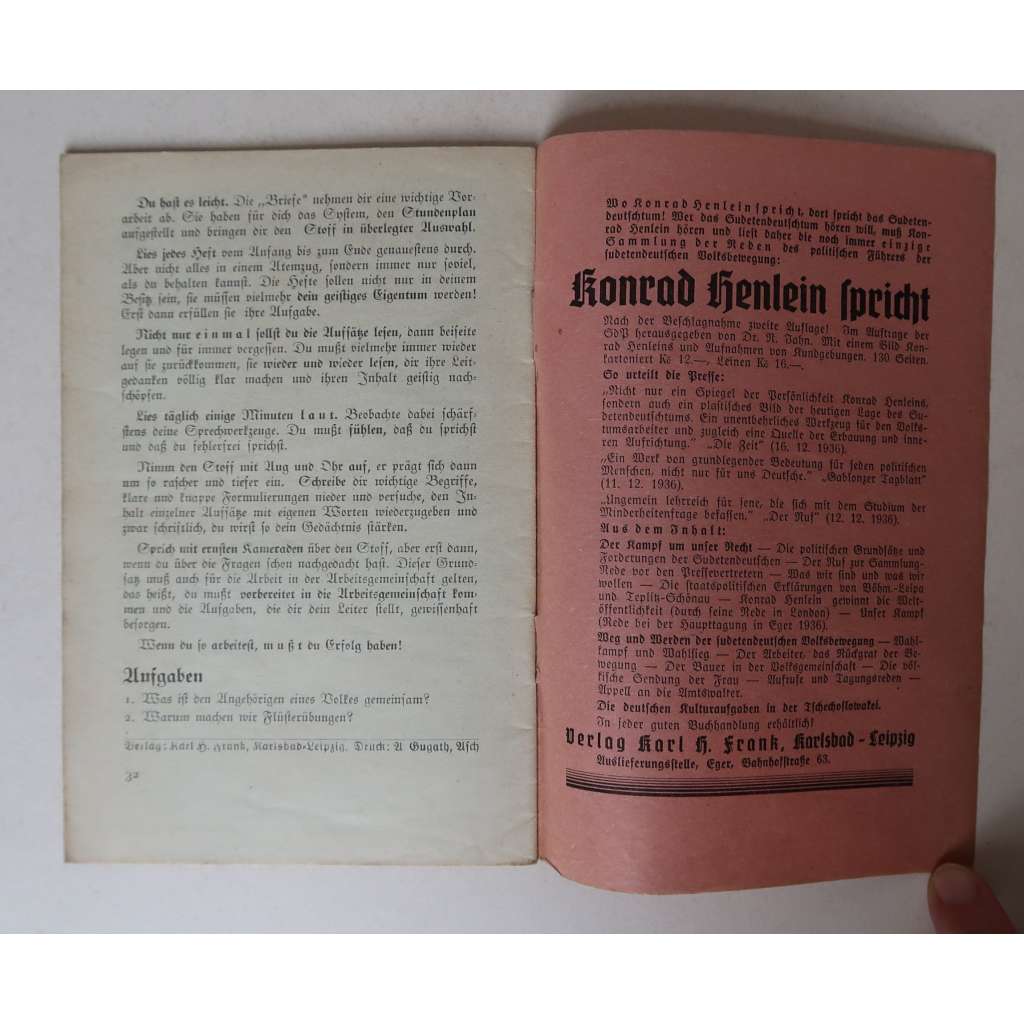 Du hast es leicht. Die „Briefe" nehmen dir eine wichtige Vor-
arbeit ab. Sie haben für dich das System, den Stundenplan
aufgestellt und bringen dir den Stoff in überlegter Auswahl.
Lies jedes Heft vom Anfang bis zum Ende genauestens durch.
Aber nicht alles in einem Atemzug, sondern immer nur soviel,
als du behalten kannst. Die Hefte sollen nicht nur in deinem
Besitz sein, sie müssen vielmehr dein geistiges Eigentum werden!
Erst dann erfüllen sie ihre Aufgabe.
Nicht nur einmal sollst du die Aufsätze lesen, dann beiseite
legen und für immer vergessen. Du mußt vielmehr immer wieder
auf sie zurückkommen, sie wieder und wieder lesen, dir ihre Leit-
gedanken völlig klar machen und ihren Inhalt geistig nach-
schöpfen.
Lies täglich einige Minuten laut. Beobachte dabei schärf-
stens deine Sprechwerkzeuge. Du mußt fühlen, daß du sprichst
und daß du fehlerfrei sprichst.
Nimm den Stoff mit Aug und Ohr auf, er prägt sich dann
um so rascher und tiefer ein. Schreibe dir wichtige Begriffe,
klare und knappe Formulierungen nieder und versuche, den In-
halt einzelner Aufsätze mit eigenen Worten wiederzugeben und
zwar schriftlich, du wirst so dein Gedächtnis stärken.
Sprich mit ernsten Kameraden über den Stoff, aber erst dann,
wenn du über die Fragen schon nachgedacht hast. Dieser Grund-
satz muß auch für die Arbeit in der Arbeitsgemeinschaft gelten,
das heißt, du mußt vorbereitet in die Arbeitsgemeinschaft kom-
men und die Aufgaben, die dir dein Leiter stellt, gewissenhaft
besorgen.
Wenn du so arbeitest, mußt du Erfolg haben!
Aufgaben
1. Was ist den Angehörigen eines Volkes gemeinsam?
2. Warum machen wir Flüsterübungen?
Verlag: Karl H. Frank, Karlsbad-Leipzig. Druck: A Gugath, Asch
32
Wo Konrad Henlein spricht, dort spricht das Sudeten-
deutschtum! Wer das Sudetendeutschtum hören will, muß Kon-
rad Henlein hören und liest daher die noch immer einzige
Sammlung der Reden des politischen Führers der
sudetendeutschen Volksbewegung:
Konrad Henlein spricht
Nach der Beschlagnahme zweite Auflage! Im Auftrage der
SdP herausgegeben von Dr. R. Jahn. Mit einem Bild Kon-
rad Henleins und Aufnahmen von Kundgebungen. 130 Seiten.
Kartoniert Kč 12.—, Leinen Kč 16.—.
So urteilt die Presse:
„Nicht nur ein Spiegel der Persönlichkeit Konrad Henleins,
sondern auch ein plastisches Bild der heutigen Lage des Su-
detendeutschtums. Ein unentbehrliches Werkzeug für den Volks-
tumsarbeiter und zugleich eine Quelle der Erbauung und inne-
ren Aufrichtung." „Die Zeit" (16. 12. 1936).
„Ein Werk von grundlegender Bedeutung für jeden politischen
Menschen, nicht nur für uns Deutsche." „Gablonzer Tagblatt"
(11. 12. 1936).
„Ungemein lehrreich für jene, die sich mit dem Studium der
Minderheitenfrage befassen." „Der Ruf" (12. 12. 1936).
Aus dem Inhalt:
Der Kampf um unser Recht — Die politischen Grundsätze und
Forderungen der Sudetendeutschen — Der Ruf zur Sammlung-
Rede vor den Pressevertretern — Was wir sind und was wir
wollen — Die staatspolitischen Erklärungen von Böhm.-Leipa
und Teplitz-Schönau — Konrad Henlein gewinnt die Welt-
öffentlichkeit (durch seine Rede in London) — Unser Kampf
(Rede bei der Haupttagung in Eger 1936).
Weg und Werden der sudetendeutschen Volksbewegung — Wahl-
kampf und Wahlsieg — Der Arbeiter, das Rückgrat der Be-
wegung — Der Bauer in der Volksgemeinschaft — Die völ-
kische Sendung der Frau — Aufrufe und Tagungsreden —
Appell an die Amtswalter.
Die deutschen Kulturaufgaben in der Tschechoslowakei.
In jeder guten Buchhandlung erhältlich!
Verlag Karl H. Frank, Karlsbad - Leipzig
Auslieferungsstelle, Eger, Bahnhofstraße 63.